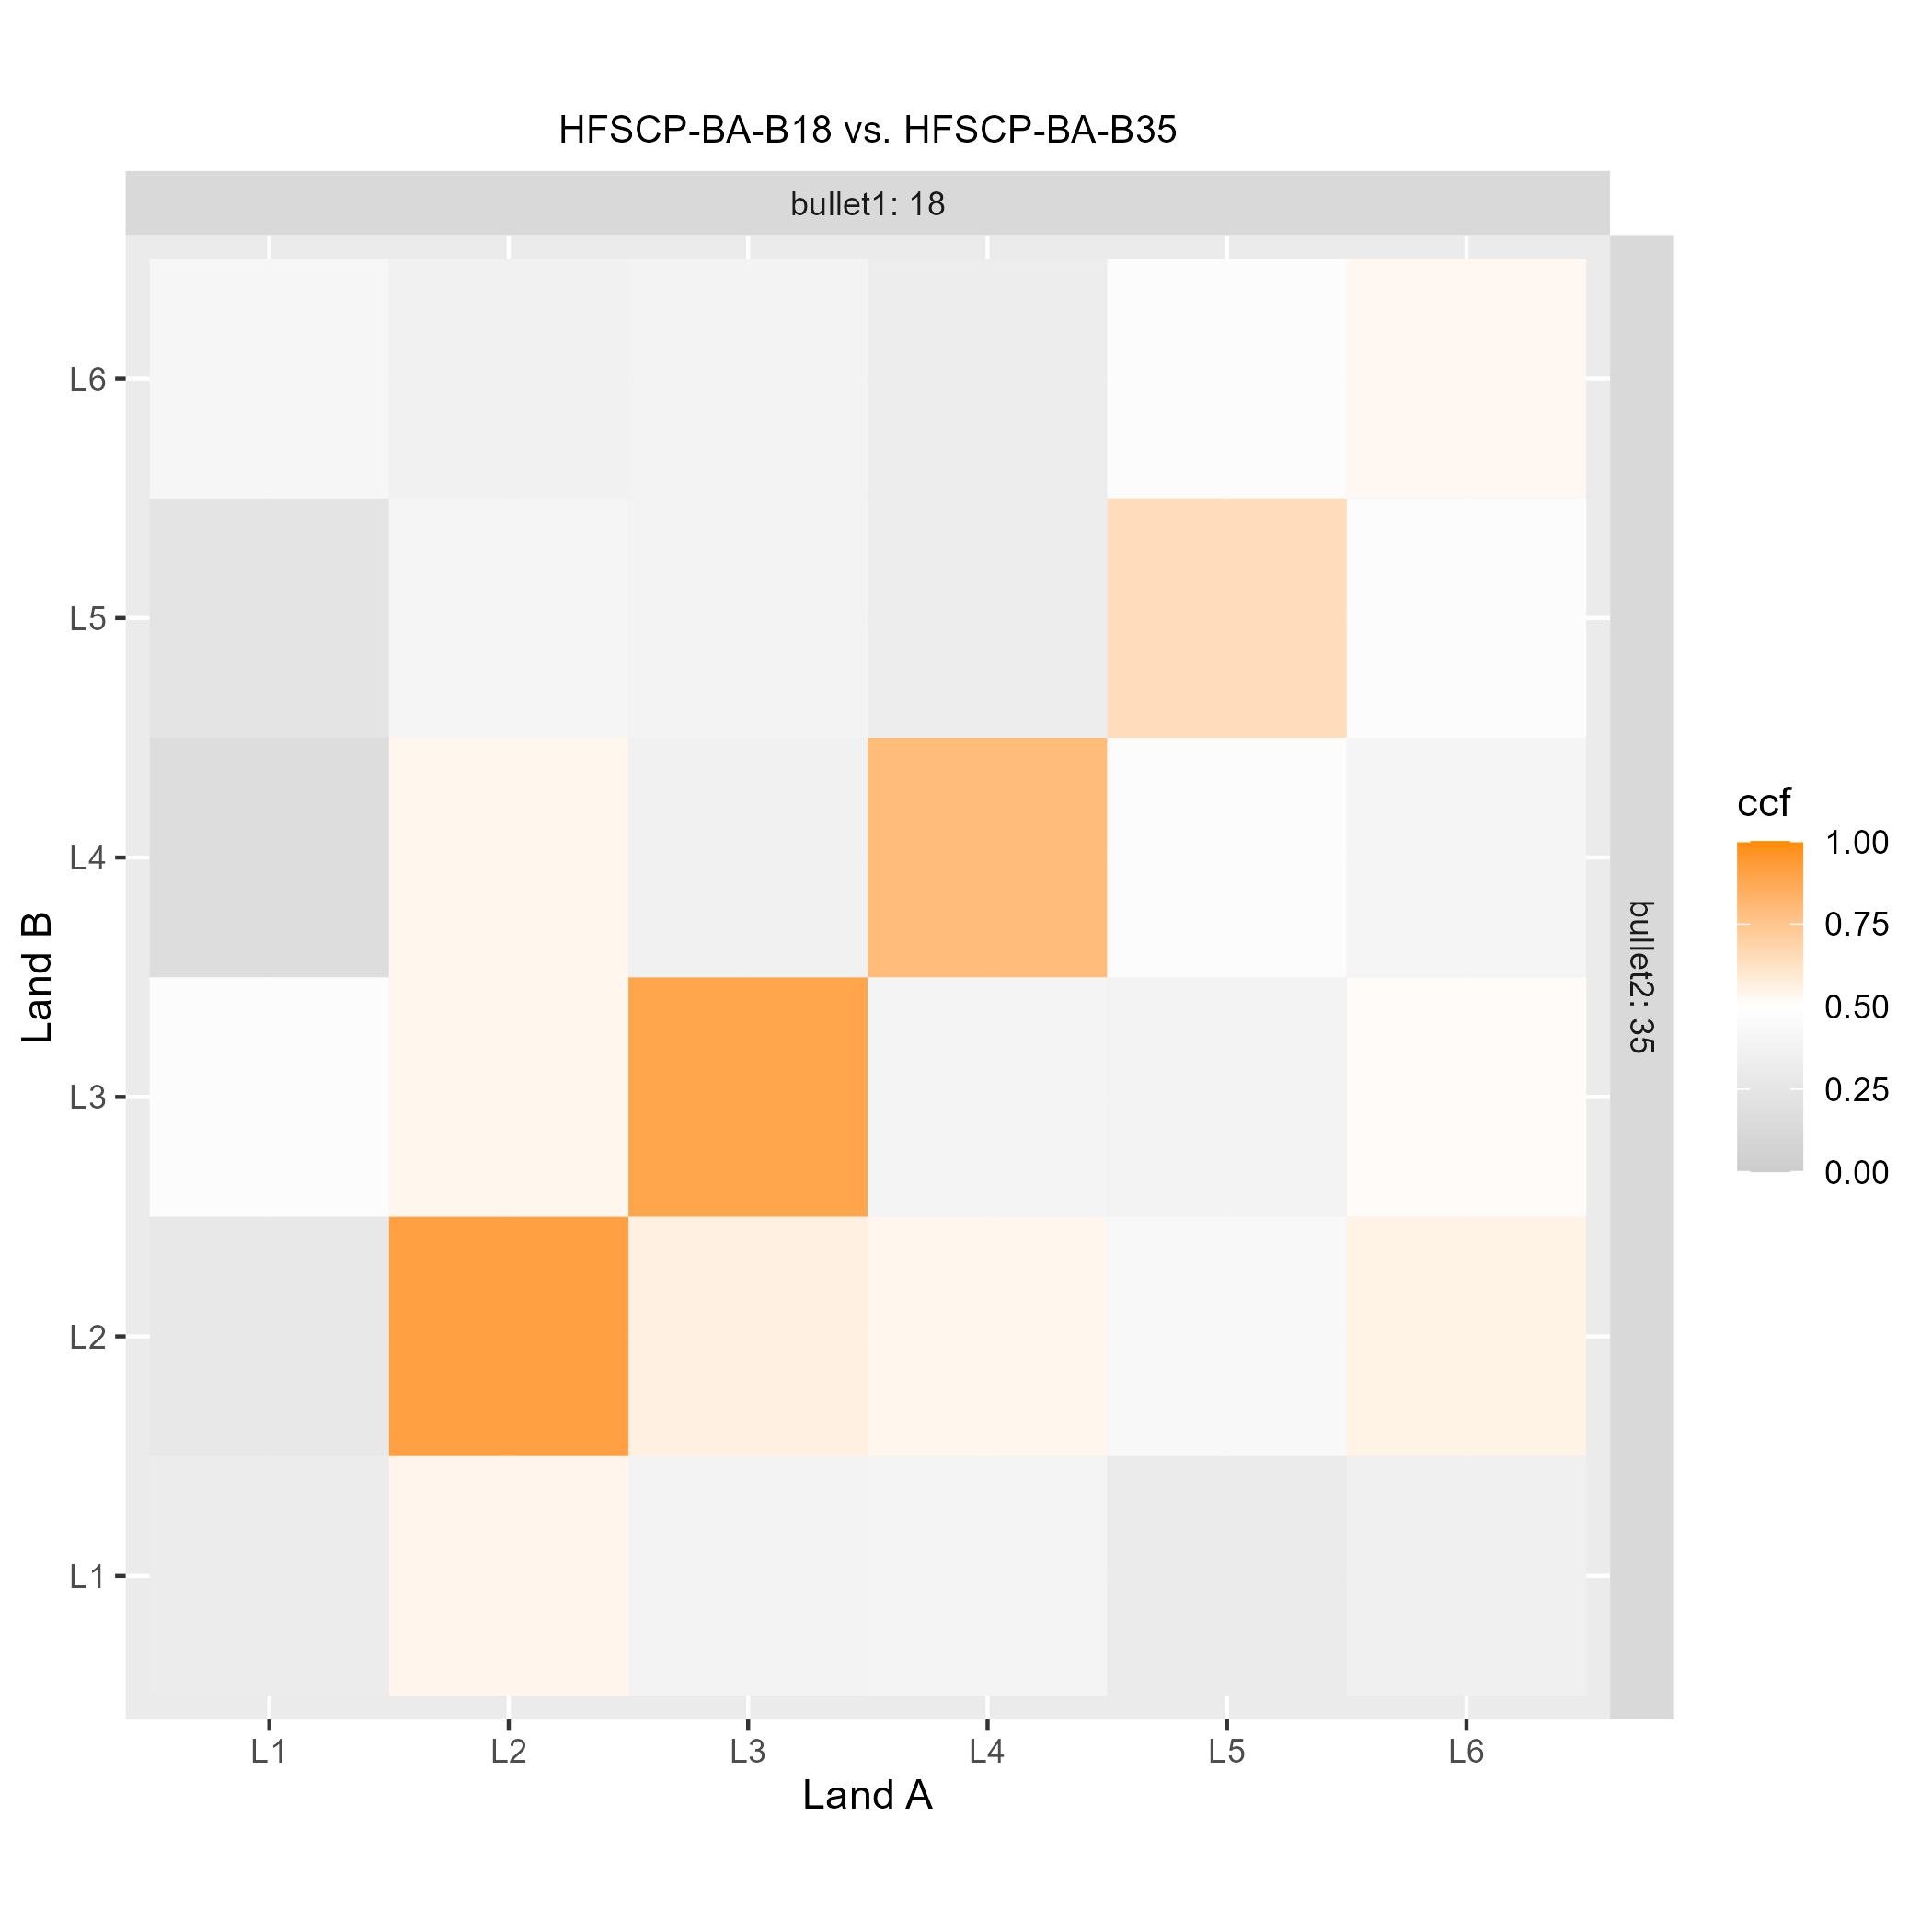 HFSCP-BA-B18 vs. HFSCP-BA-B35
bullet1: 18
L6
L5
L4
L3
L2
L1
Land B
bullet2: 35
ccf
1.00
0.75
0.50
0.25
0.00
L1 L2 L3 L4 L5 L6
Land A